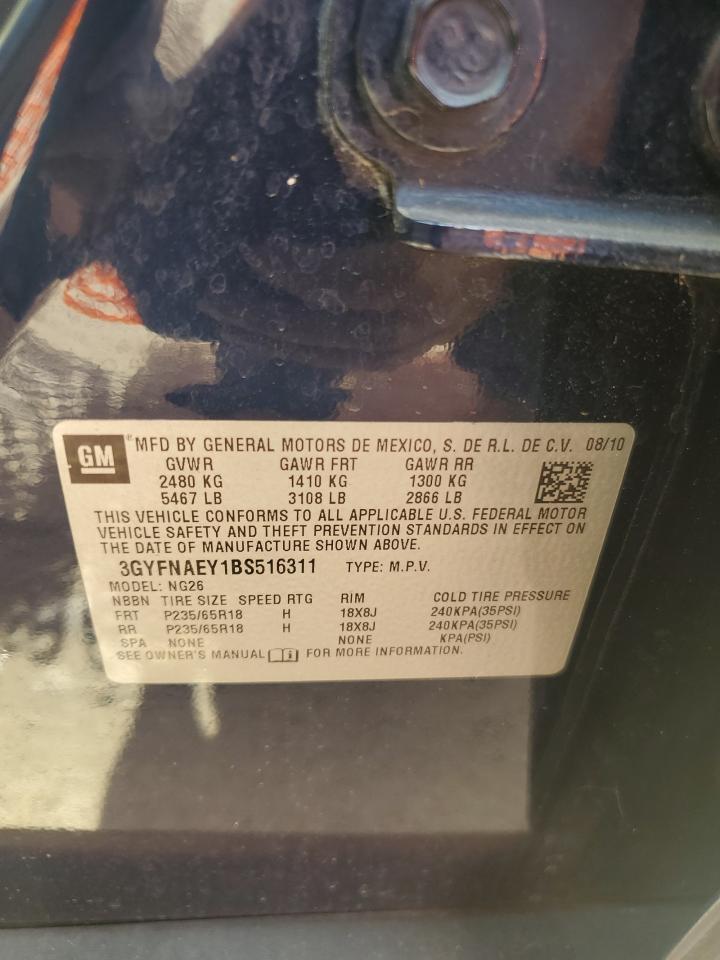 GM
® MFD BY GENERAL MOTORS DE MEXICO, S. DE R.L. DE C.V. 08/10
GVWR GAWR FRT GAWR RR
2480 KG 1410 KG 1300 KG
5467 LB 3108 LB 2866 LB
THIS VEHICLE CONFORMS TO ALL APPLICABLE U.S. FEDERAL MOTOR
VEHICLE SAFETY AND THEFT PREVENTION STANDARDS IN EFFECT ON
THE DATE OF MANUFACTURE SHOWN ABOVE.
3GYFNAEY1BS516311 TYPE: M.P.V.
MODEL: NG26
NBBN TIRE SIZE SPEED RTG RIM COLD TIRE PRESSURE
FRT P235/65R18 H 18X8J 240KPA(35PSI)
RR P235/65R18 H 18X8J 240KPA(35PSI)
SPA NONE NONE KPA(PSI)
SEE OWNER'S MANUAL FOR MORE INFORMATION.